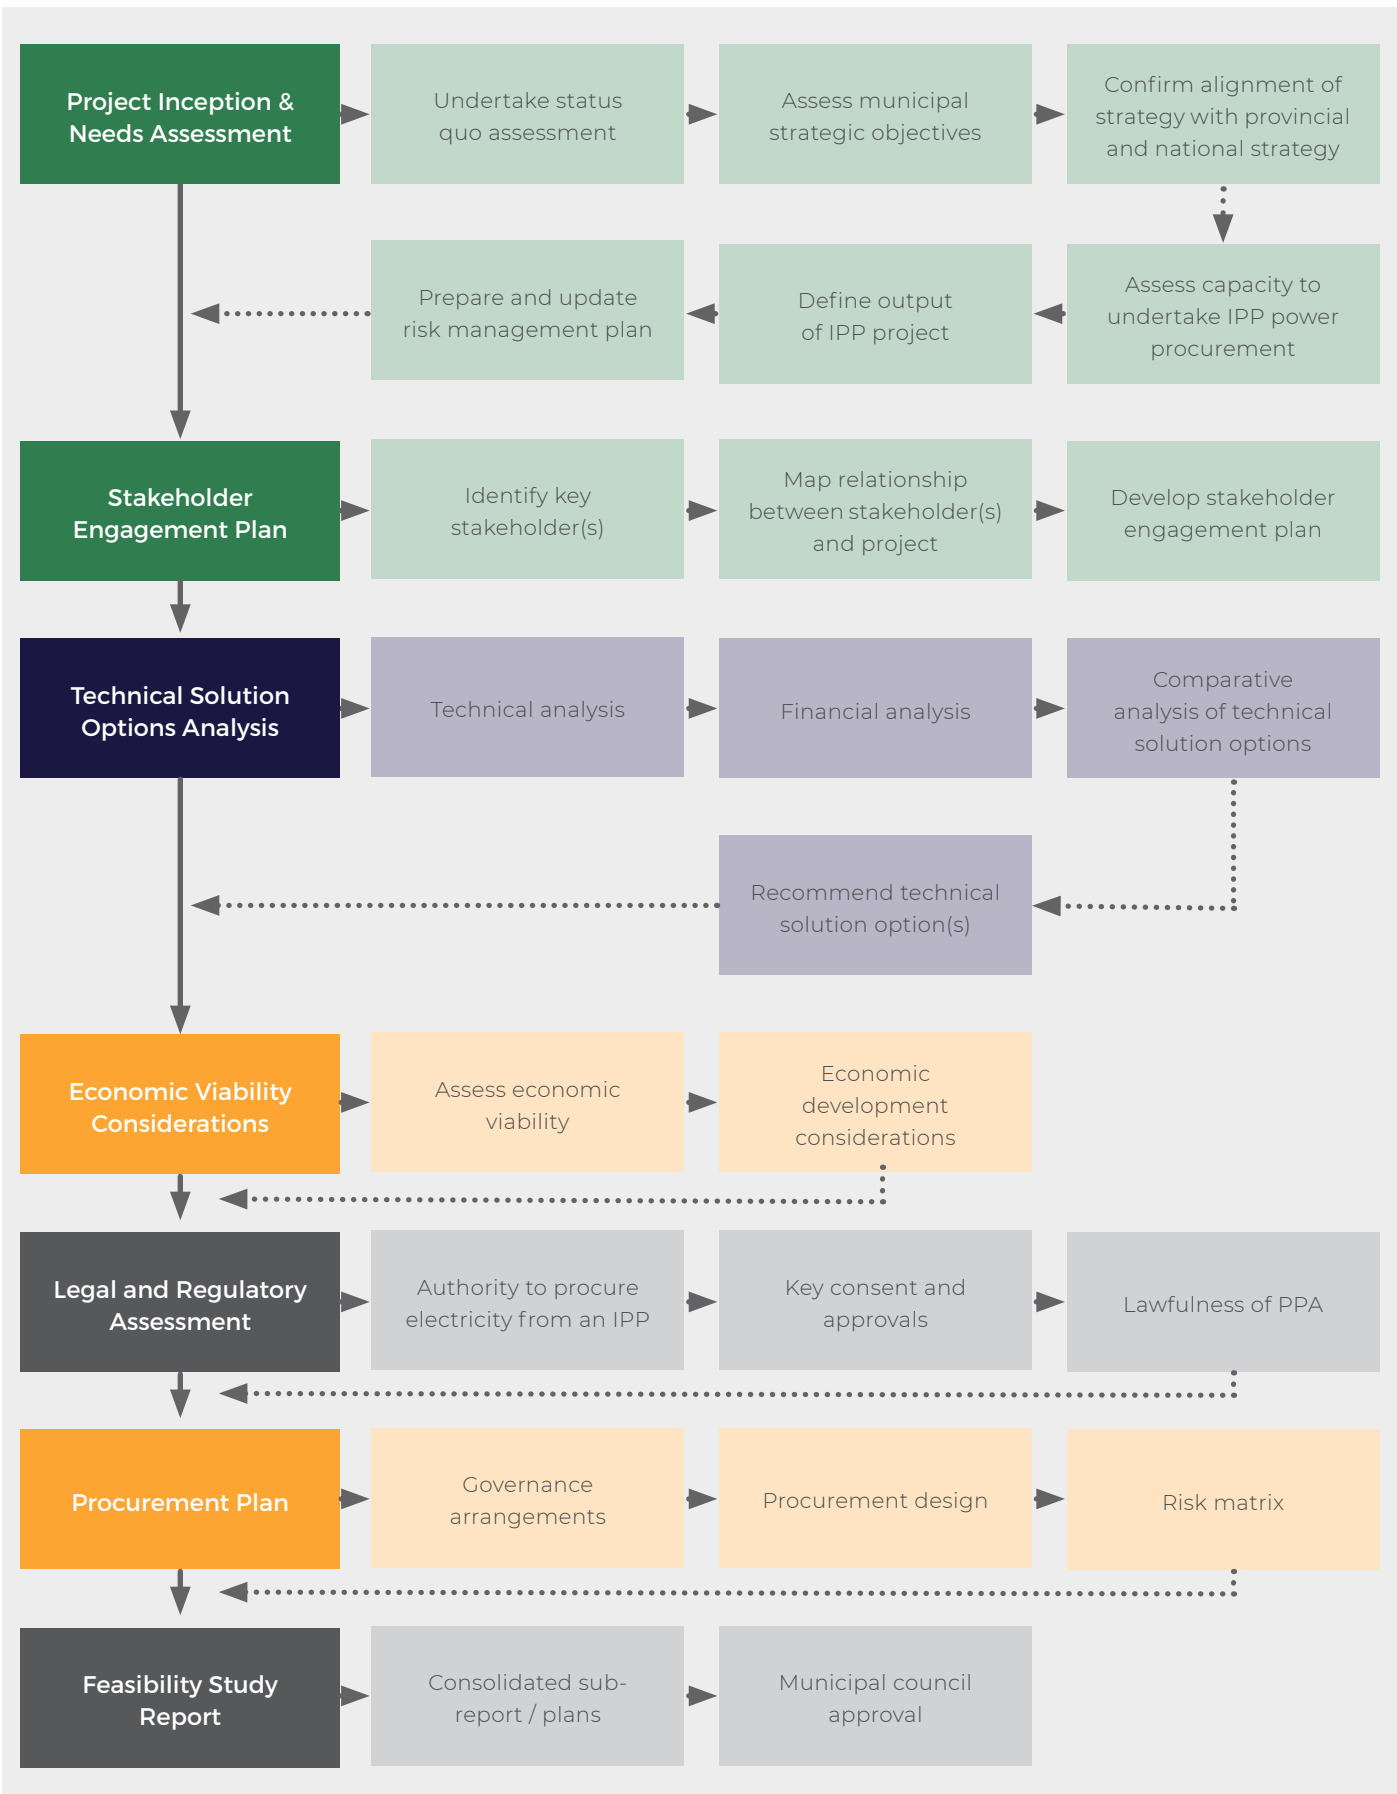 Project Inception &
Needs Assessment
Undertake status
quo assessment
Assess municipal
strategic objectives
Confirm alignment of
strategy with provincial
and national strategy
Assess capacity to
undertake IPP power
procurement
Define output
of IPP project
Prepare and update
risk management plan
Stakeholder
Engagement Plan
Identify key
stakeholder(s)
Map relationship
between stakeholder(s)
and project
Develop stakeholder
engagement plan
Technical Solution
Options Analysis
Technical analysis
Financial analysis
Comparative
analysis of technical
solution options
Recommend technical
solution option(s)
Economic Viability
Considerations
Assess economic
viability
Economic
development
considerations
Legal and Regulatory
Assessment
Authority to procure
electricity from an IPP
Key consent and
approvals
Lawfulness of PPA
Procurement Plan
Governance
arrangements
Procurement design
Risk matrix
Feasibility Study
Report
Consolidated sub-
report / plans
Municipal council
approval